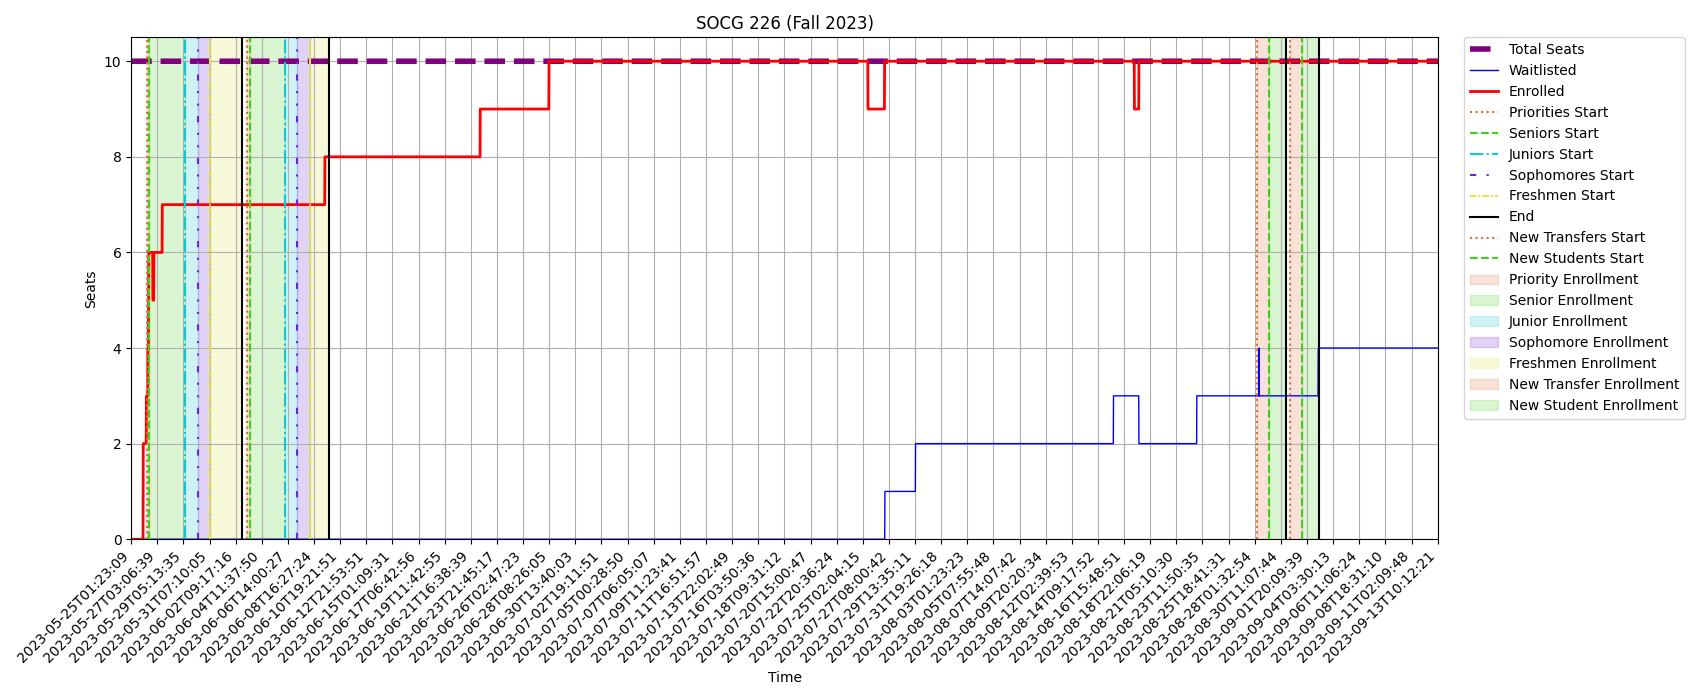 SOCG 226 (Fall 2023)
Seats
10
8
6
4
2
0
2023-05-25T01:23:09
2023-05-27T03:06:39
2023-05-29T05:13:35
2023-05-31T07:10:05
2023-06-02T09:17:16
2023-06-04T11:37:50
2023-06-06T14:00:27
2023-06-08T16:27:24
2023-06-10T19:21:51
2023-06-12T21:53:51
2023-06-15T01:09:31
2023-06-17T06:42:56
2023-06-19T11:42:55
2023-06-21T16:38:39
2023-06-23T21:45:17
2023-06-26T02:47:23
2023-06-28T08:26:05
2023-06-30T13:40:03
2023-07-02T19:11:51
2023-07-05T00:28:50
2023-07-07T06:05:07
2023-07-09T11:23:41
2023-07-11T16:51:57
2023-07-13T22:02:49
2023-07-16T03:50:36
2023-07-18T09:31:12
2023-07-20T15:00:47
2023-07-22T20:36:24
2023-07-25T02:04:15
2023-07-27T08:00:42
2023-07-29T13:35:11
2023-07-31T19:26:18
2023-08-03T01:23:23
2023-08-05T07:55:48
2023-08-07T14:07:42
2023-08-09T20:20:34
2023-08-12T02:39:53
2023-08-14T09:17:52
2023-08-16T15:48:51
2023-08-18T22:06:19
2023-08-21T05:10:30
2023-08-23T11:50:35
2023-08-25T18:41:31
2023-08-28T01:32:54
2023-08-30T11:07:44
2023-09-01T20:09:39
2023-09-04T03:30:13
2023-09-06T11:06:24
2023-09-08T18:31:10
2023-09-11T02:09:48
2023-09-13T10:12:21
Time
Total Seats
Waitlisted
Enrolled
Priorities Start
Seniors Start
Juniors Start
Sophomores Start
Freshmen Start
End
New Transfers Start
New Students Start
Priority Enrollment
Senior Enrollment
Junior Enrollment
Sophomore Enrollment
Freshmen Enrollment
New Transfer Enrollment
New Student Enrollment